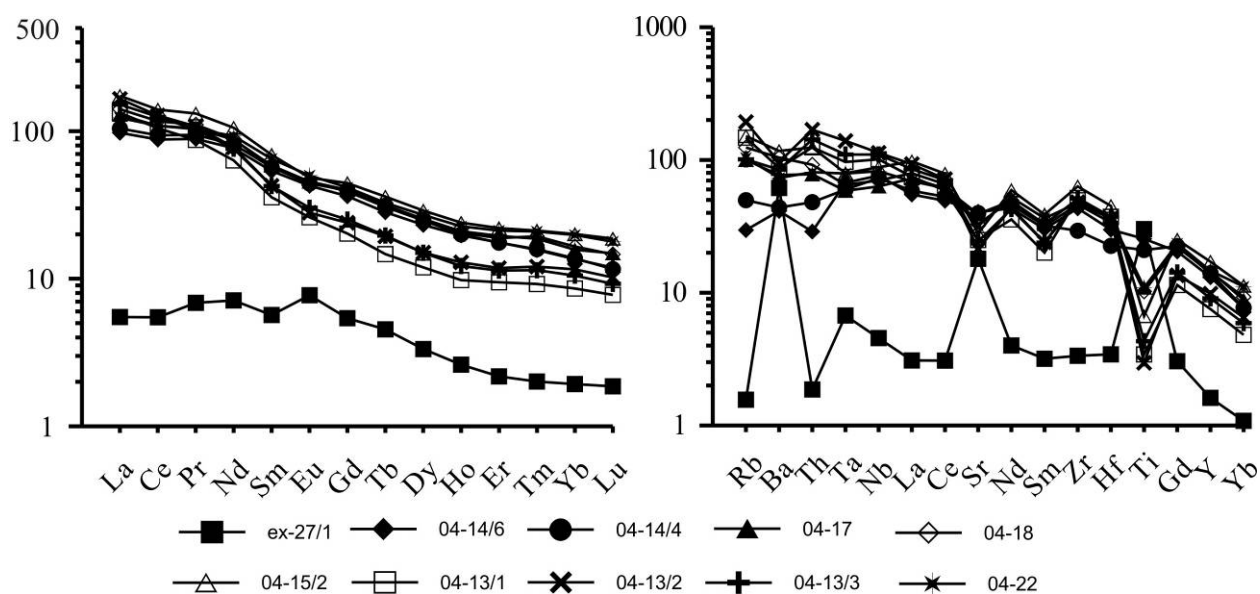 500
100
10
1
La Ce Pr Nd Sm Eu Gd Tb Dy Ho Er Tm Yb Lu
1000
100
10
1
Rb Ba Th Ta Nb La Ce Sr Nd Sm Zr Hf Ti Gd Y Yb
ex-27/1 04-14/6 04-14/4 04-17 04-18
04-15/2 04-13/1 04-13/2 04-13/3 04-22